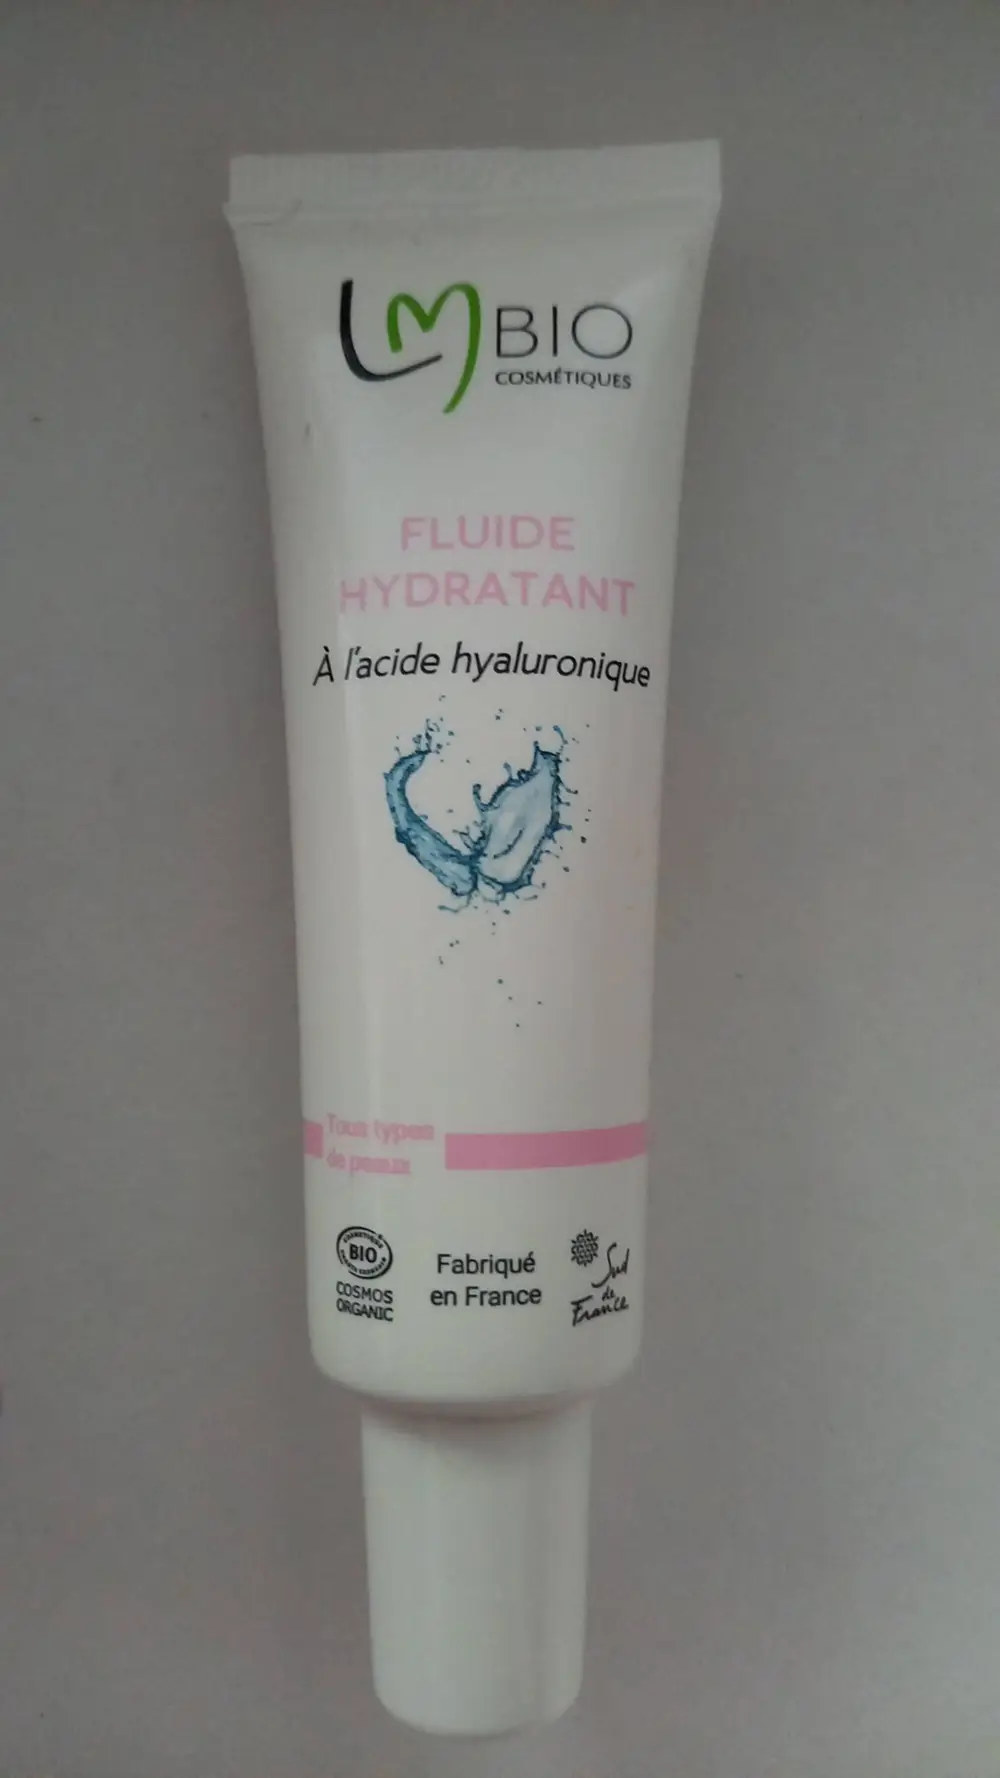 LM BIO
COSMÉTIQUES
FLUIDE
HYDRATANT
À l'acide hyaluronique
Tous types
de peaux
BIO
COSMOS
ORGANIC
Fabriqué
en France
Sud
de
France